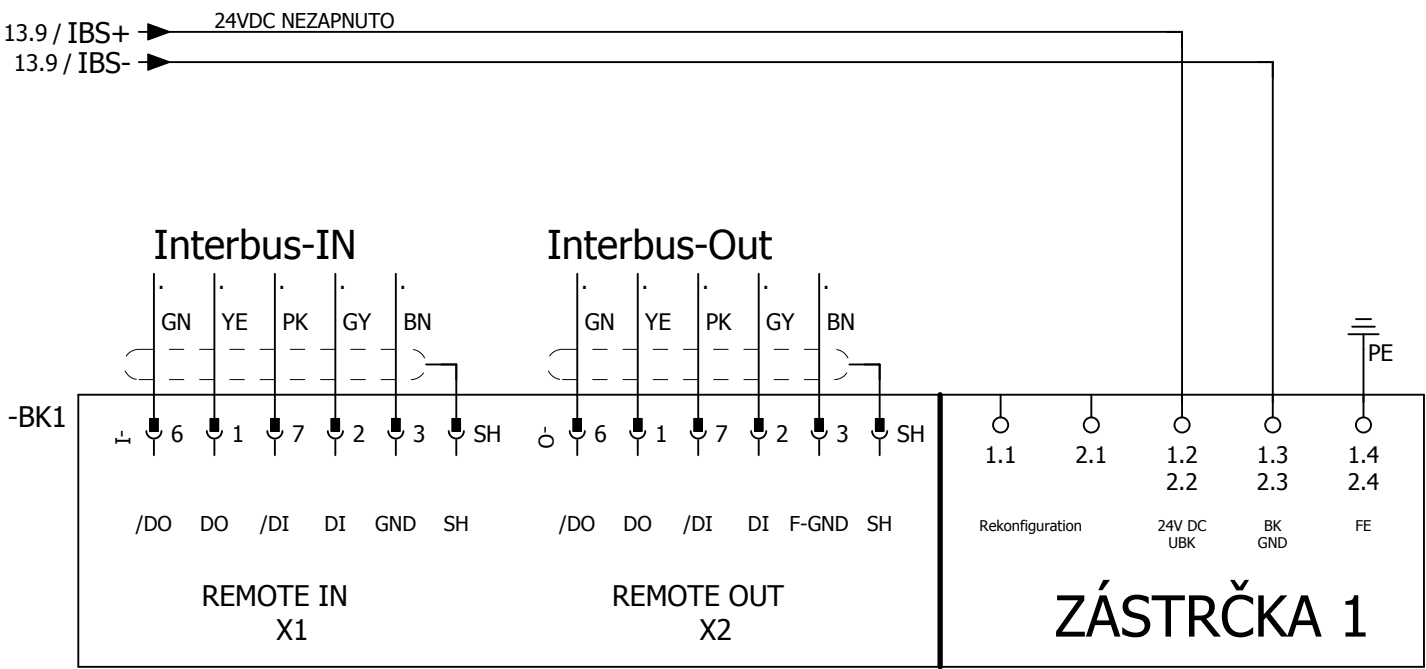 24VDC NEZAPNUTO
13.9 / IBS+
13.9 / IBS-
Interbus-IN Interbus-Out
. . . . . . . . . .
GN YE PK GY BN GN YE PK GY BN
PE
-BK1
I- 6 1 7 2 3 SH O- 6 1 7 2 3 SH
1.1 2.1 1.2 1.3 1.4
2.2 2.3 2.4
/DO DO /DI DI GND SH /DO DO /DI DI F-GND SH
Rekonfiguration 24V DC BK FE
UBK GND
REMOTE IN REMOTE OUT
X1 X2
ZÁSTRČKA 1